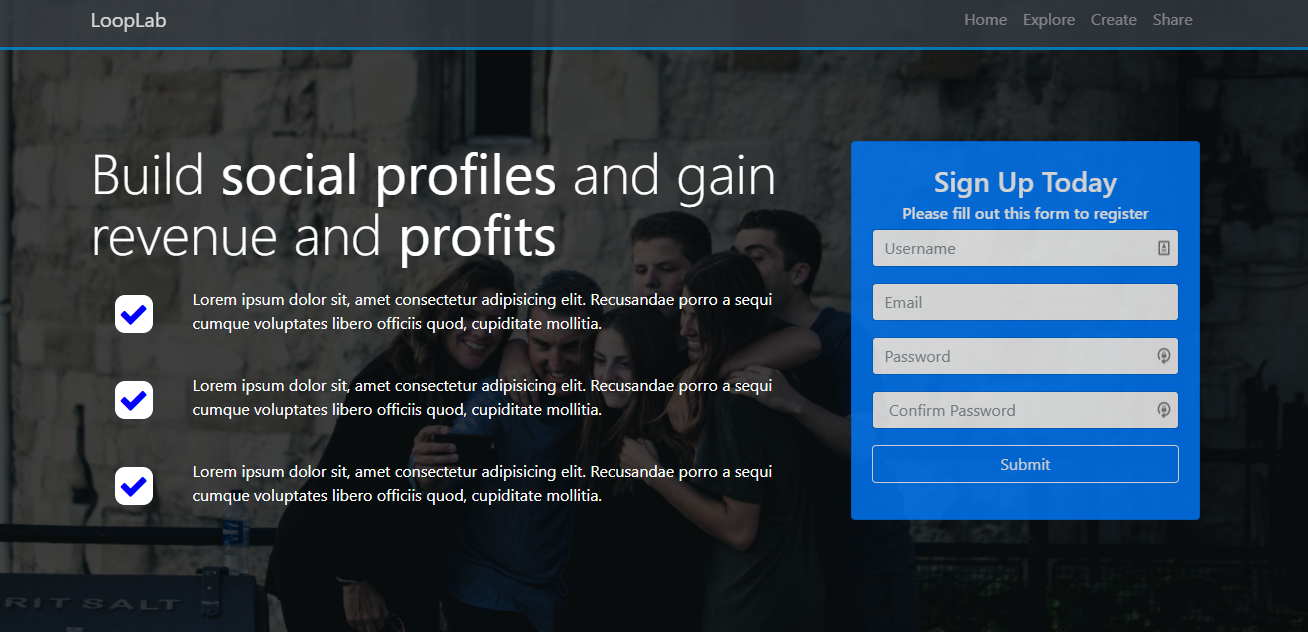 LoopLab
Home Explore Create Share
Build social profiles and gain
revenue and profits
Lorem ipsum dolor sit, amet consectetur adipisicing elit. Recusandae porro a sequi
cumque voluptates libero officiis quod, cupiditate mollitia.
Lorem ipsum dolor sit, amet consectetur adipisicing elit. Recusandae porro a sequi
cumque voluptates libero officiis quod, cupiditate mollitia.
Lorem ipsum dolor sit, amet consectetur adipisicing elit. Recusandae porro a sequi
cumque voluptates libero officiis quod, cupiditate mollitia.
Sign Up Today
Please fill out this form to register
Username
Email
Password
Confirm Password
Submit
RIT SALT